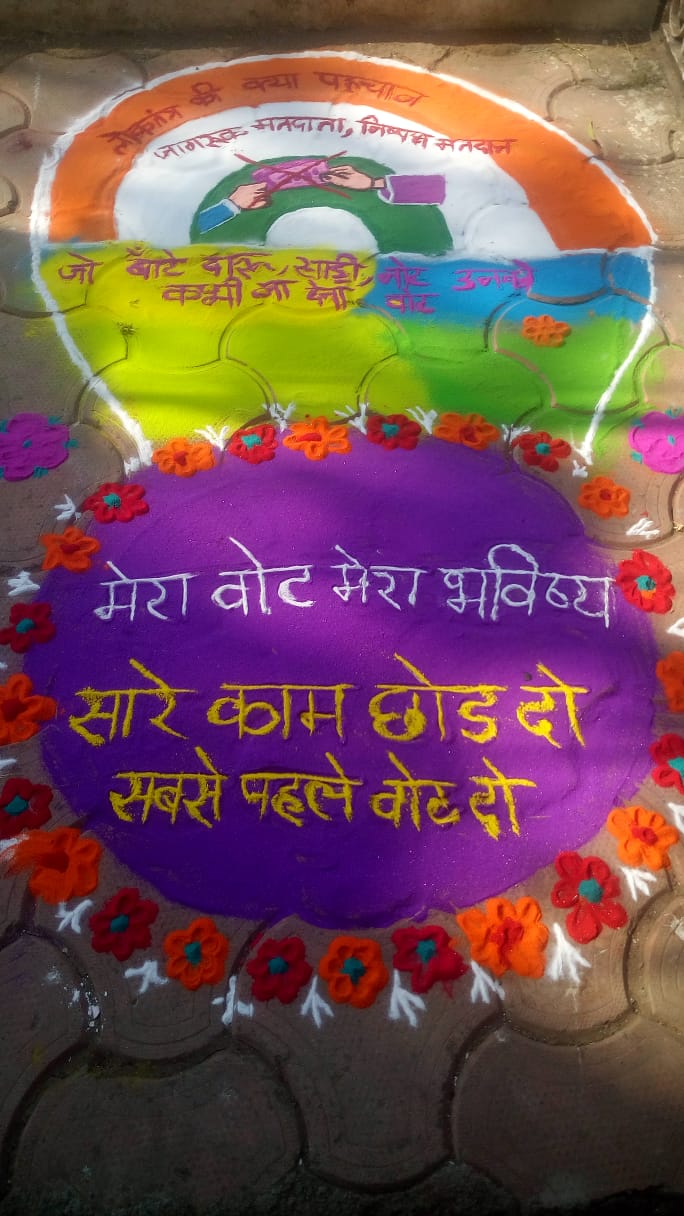 लोकतंत्र की क्या पहचान
जागरुक मतदाता, निष्पक्ष मतदान
जो बाँटे दारू, साड़ी, नोट उनको
कभी ना देना वोट
मेरा वोट मेरा भविष्य
सारे काम छोड दो
सबसे पहले वोट दो